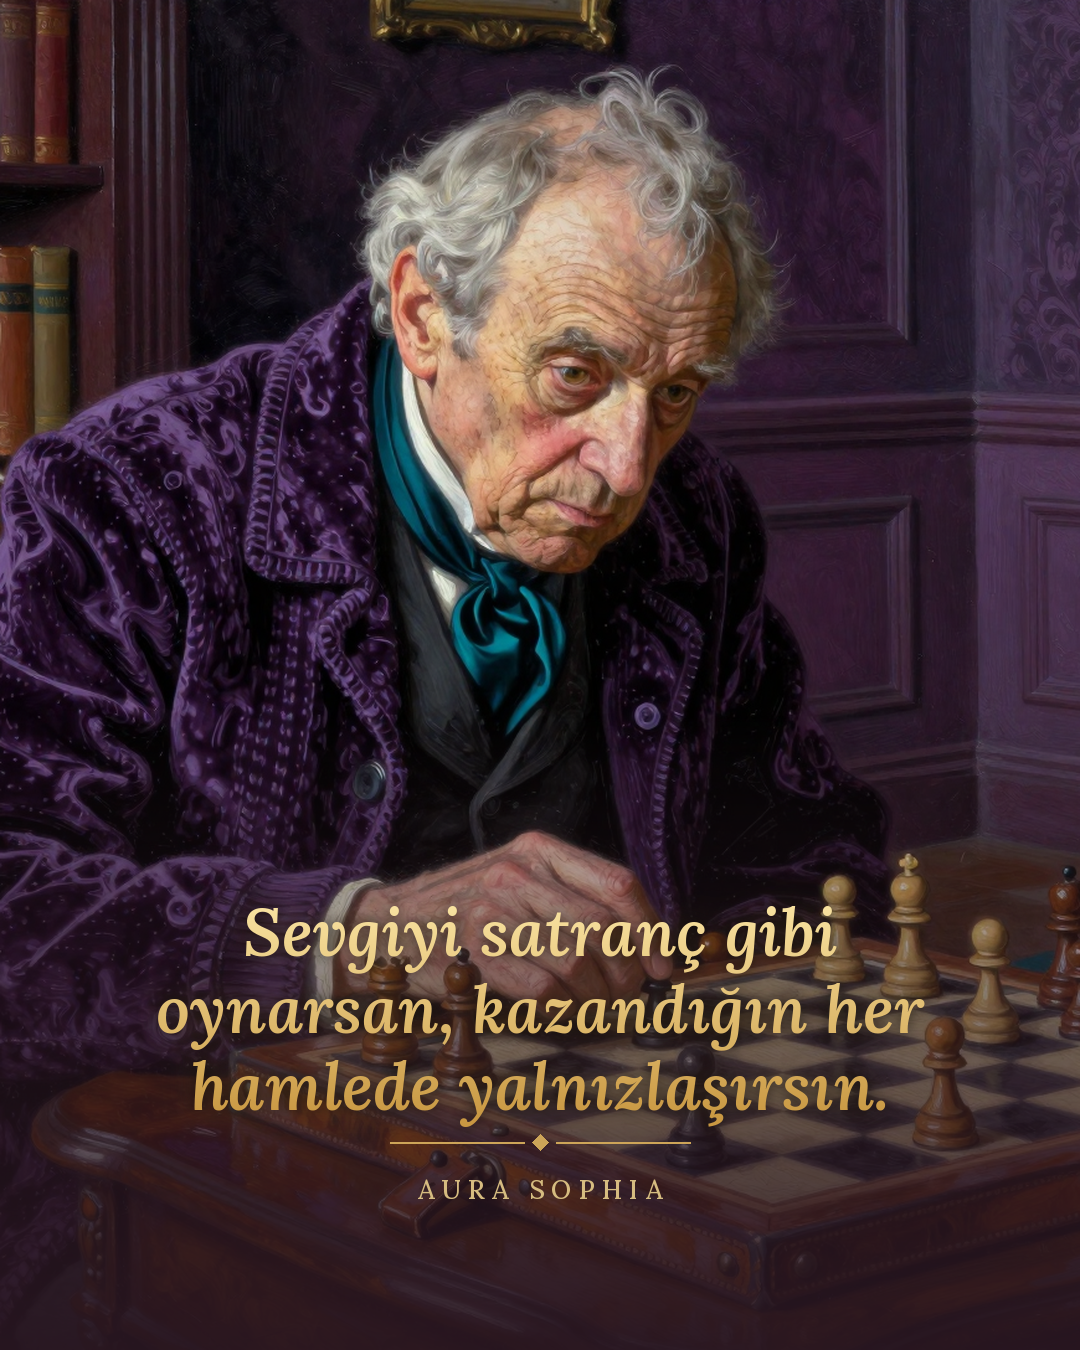 Sevgiyi satranç gibi
oynarsan, kazandığın her
hamlede yalnızlaşırsın.
AURA SOPHIA